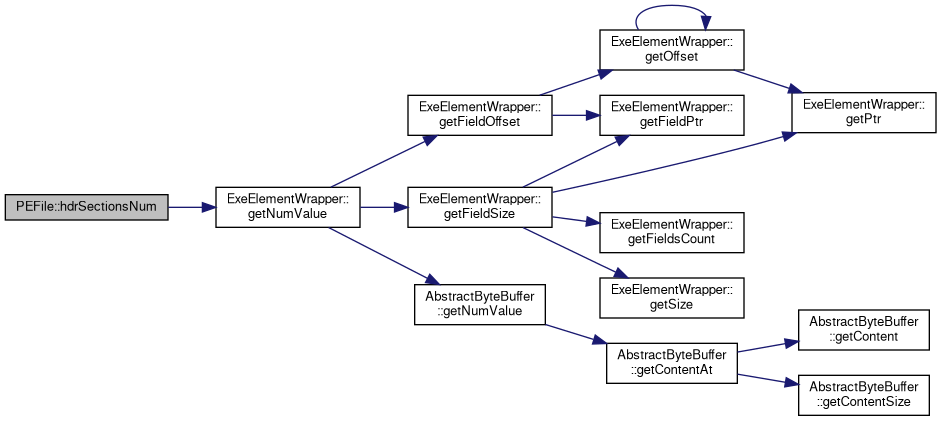 PEFile::hdrSectionsNum
ExeElementWrapper::
getNumValue
ExeElementWrapper::
getFieldOffset
ExeElementWrapper::
getFieldSize
AbstractByteBuffer
::getNumValue
ExeElementWrapper::
getOffset
ExeElementWrapper::
getFieldPtr
ExeElementWrapper::
getFieldsCount
ExeElementWrapper::
getSize
AbstractByteBuffer
::getContentAt
ExeElementWrapper::
getPtr
AbstractByteBuffer
::getContent
AbstractByteBuffer
::getContentSize